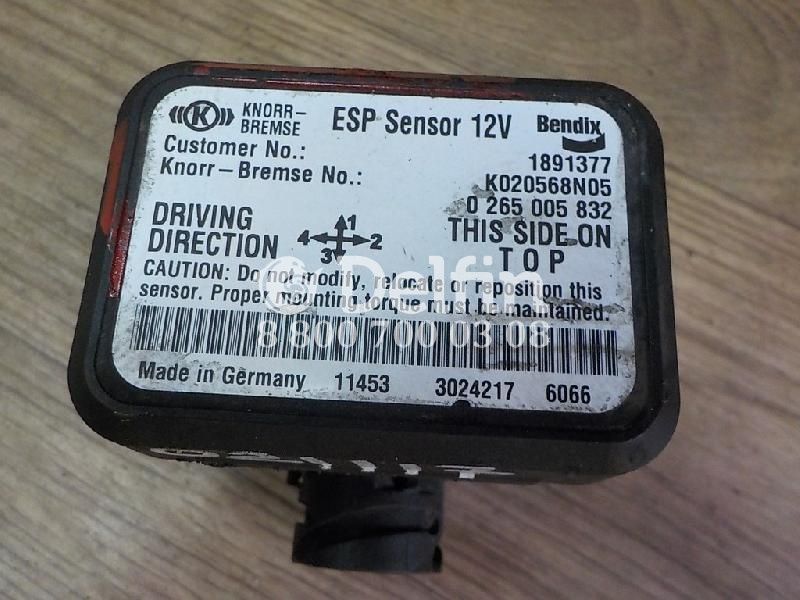 K KNORR-
BREMSE
ESP Sensor 12V
Bendix
Customer No.: 1891377
Knorr-Bremse No.: K020568N05
0 265 005 832
DRIVING
DIRECTION
1
4 2
3
THIS SIDE ON
TOP
CAUTION: Do not modify, relocate or reposition this
sensor. Proper mounting torque must be maintained.
© Delfin
8 800 700 03 08
Made in Germany 11453 3024217 6066